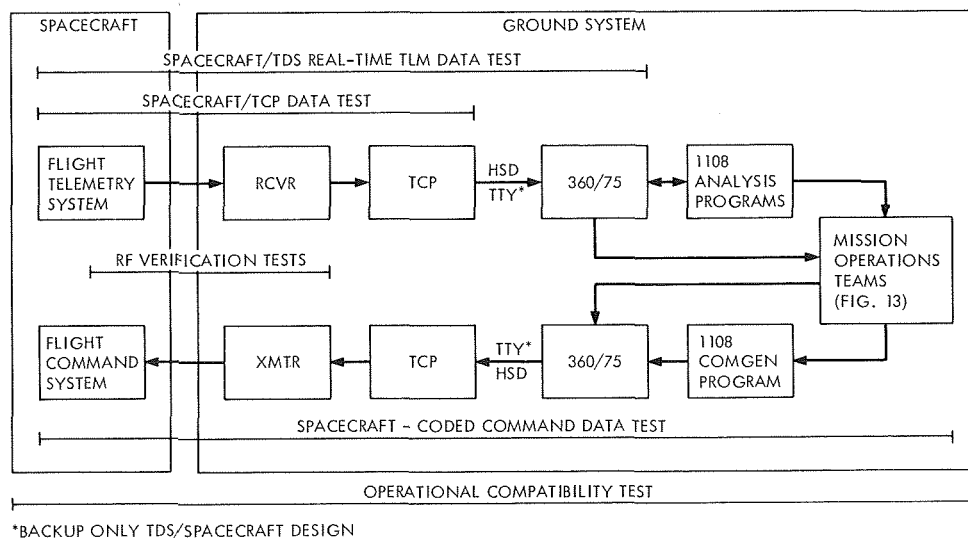 SPACECRAFT
GROUND SYSTEM
SPACECRAFT/TDS REAL-TIME TLM DATA TEST
SPACECRAFT/TCP DATA TEST
FLIGHT
TELEMETRY
SYSTEM
RCVR
TCP
HSD
TTY*
360/75
1108
ANALYSIS
PROGRAMS
MISSION
OPERATIONS
TEAMS
(FIG. 13)
RF VERIFICATION TESTS
FLIGHT
COMMAND
SYSTEM
XMTR
TCP
TTY*
HSD
360/75
1108
COMGEN
PROGRAM
SPACECRAFT - CODED COMMAND DATA TEST
OPERATIONAL COMPATIBILITY TEST
*BACKUP ONLY TDS/SPACECRAFT DESIGN